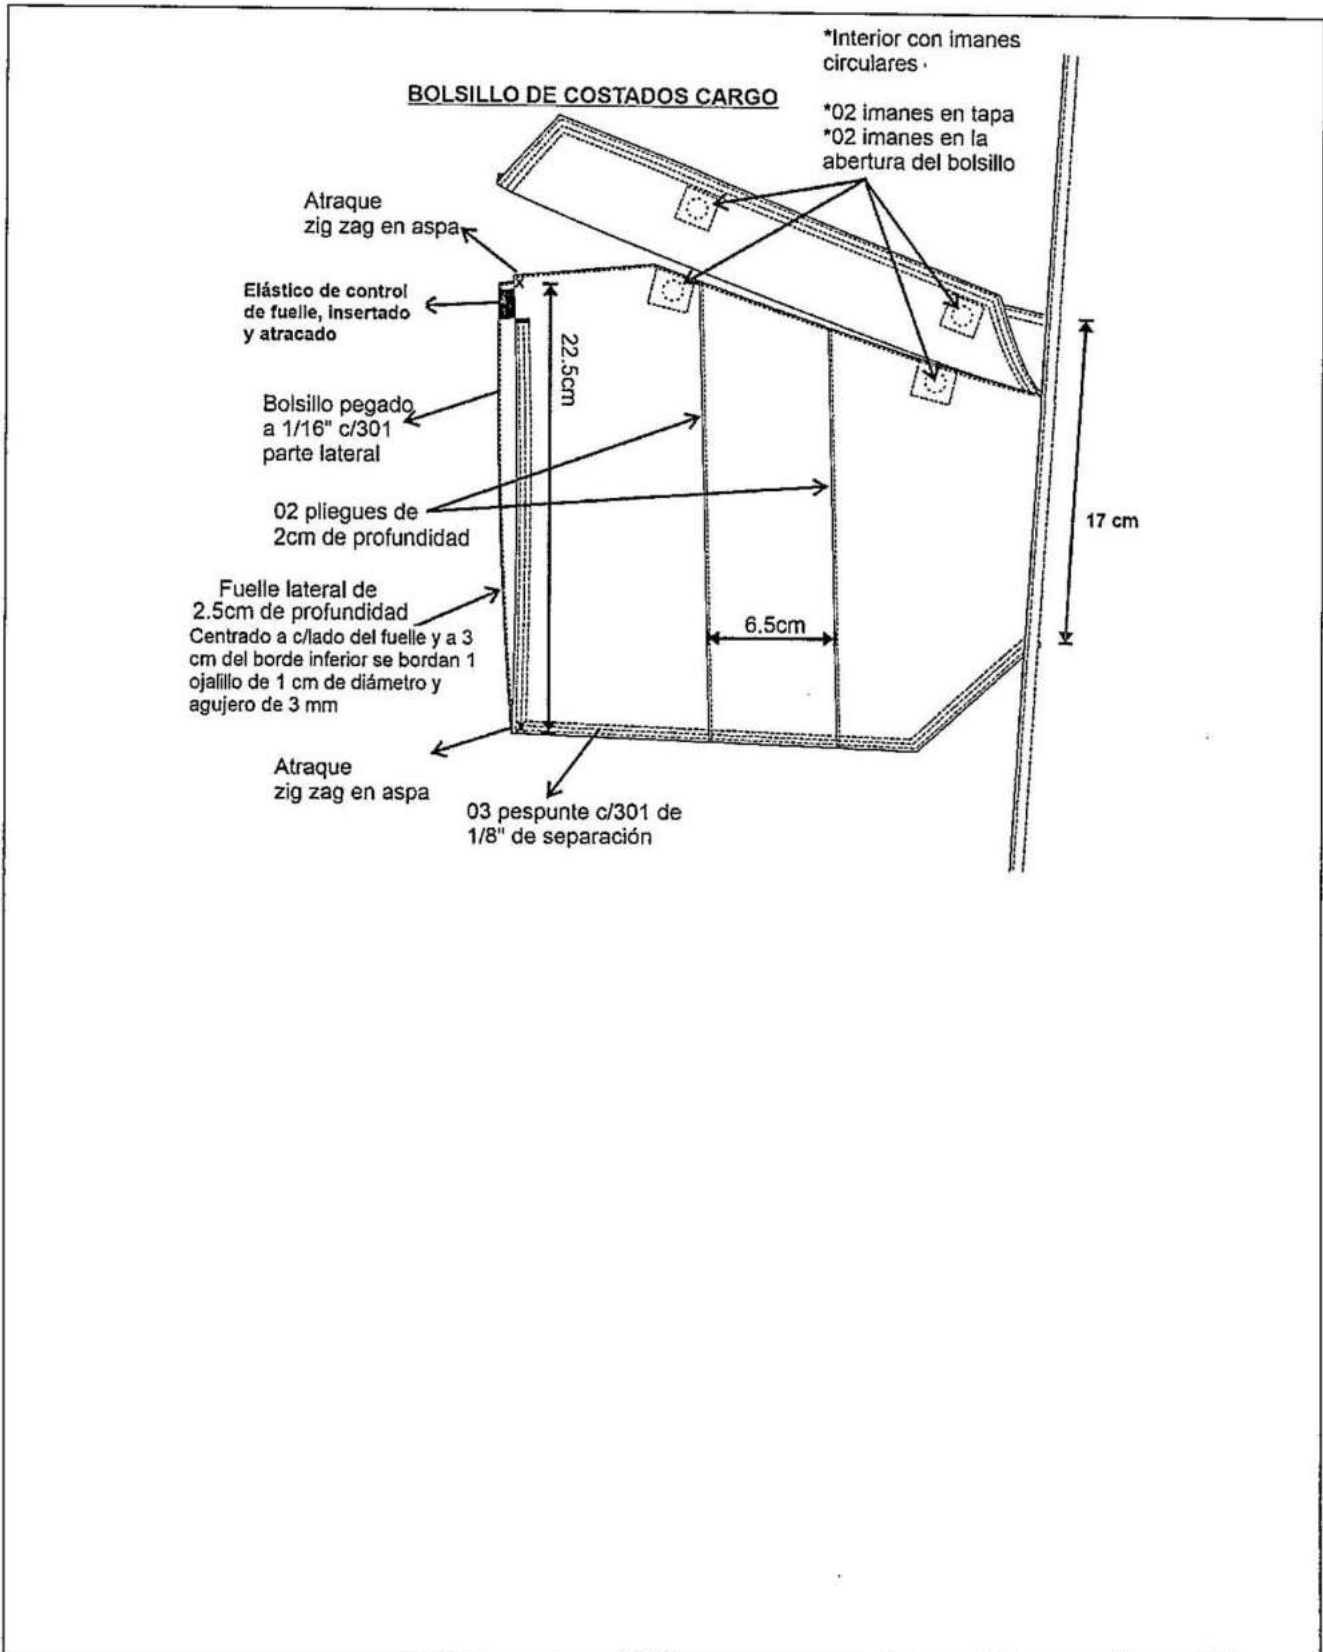 *Interior con imanes
circulares
BOLSILLO DE COSTADOS CARGO
*02 imanes en tapa
*02 imanes en la
abertura del bolsillo
Atraque
zig zag en aspa
Elástico de control
de fuelle, insertado
y atracado
22.5cm
Bolsillo pegado
a 1/16" c/301
parte lateral
02 pliegues de
2cm de profundidad
17 cm
Fuelle lateral de
2.5cm de profundidad
Centrado a c/lado del fuelle y a 3
cm del borde inferior se bordan 1
ojalillo de 1 cm de diámetro y
agujero de 3 mm
6.5cm
Atraque
zig zag en aspa
03 pespunte c/301 de
1/8" de separación